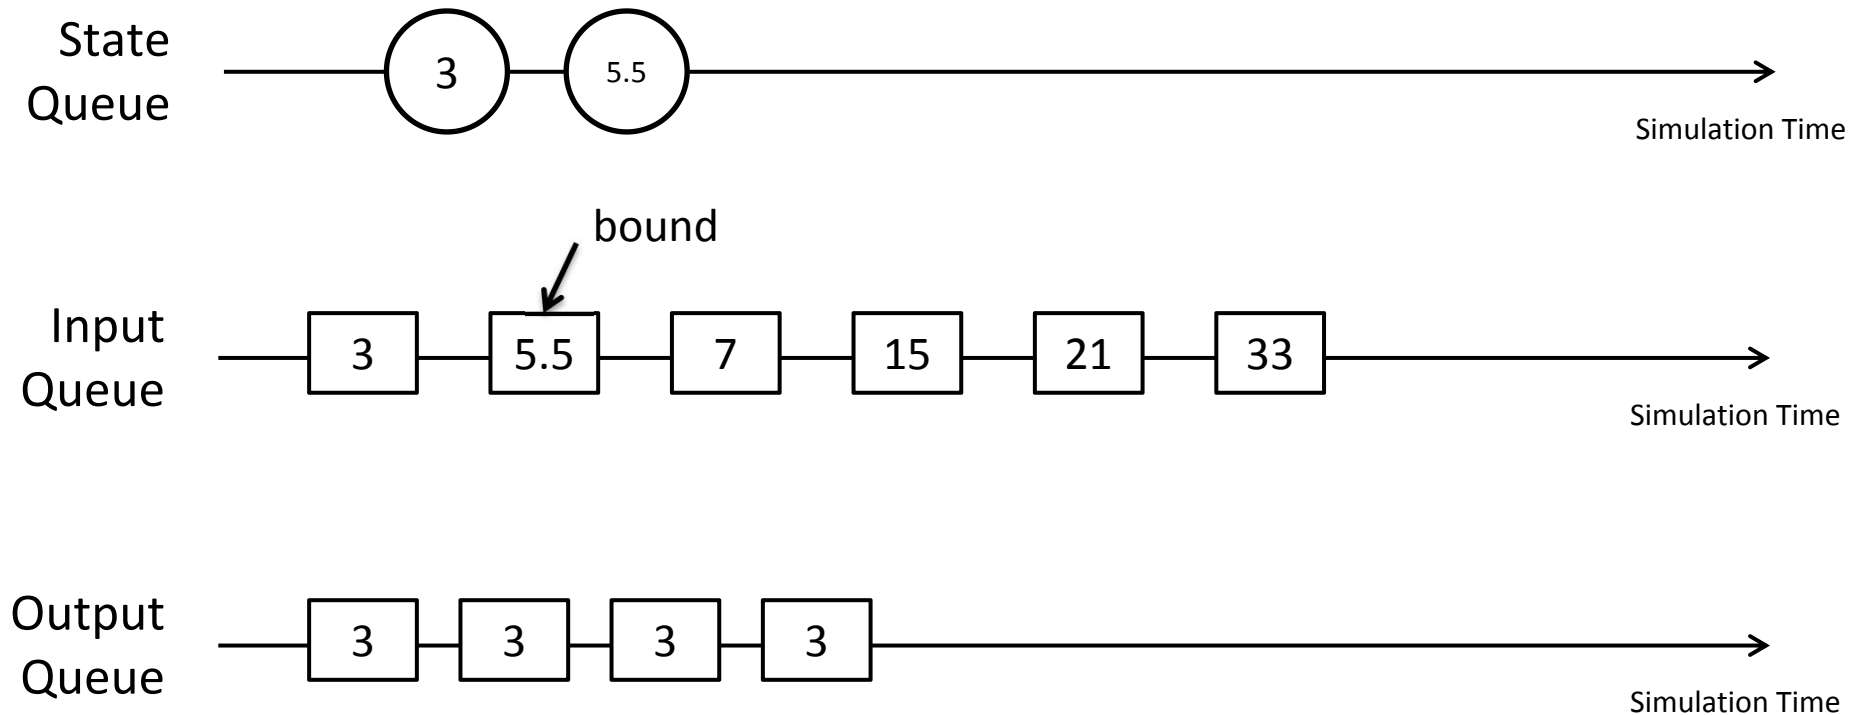 State
Queue
3
5.5
Simulation Time
bound
Input
Queue
3
5.5
7
15
21
33
Simulation Time
Output
Queue
3
3
3
3
Simulation Time